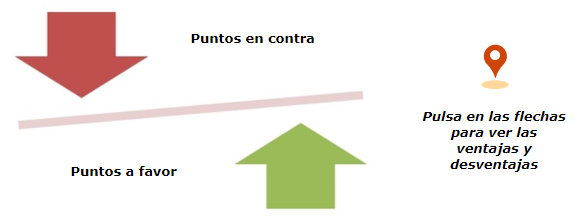 Puntos en contra
Puntos a favor
Pulsa en las flechas
para ver las
ventajas y
desventajas